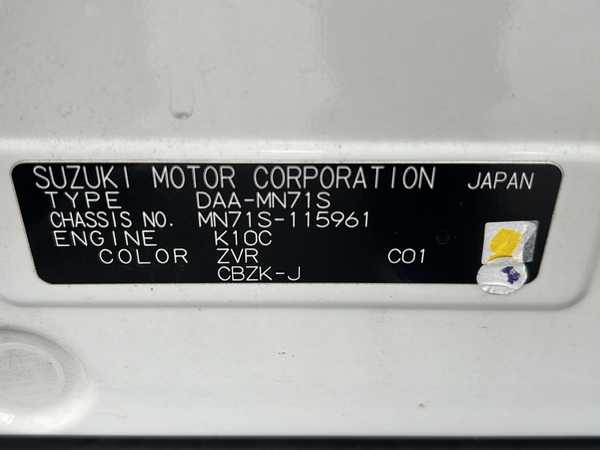 SUZUKI MOTOR CORPORATION JAPAN
TYPE DAA-MN71S
CHASSIS NO. MN71S-115961
ENGINE K10C
COLOR ZVR C01
CBZK-J